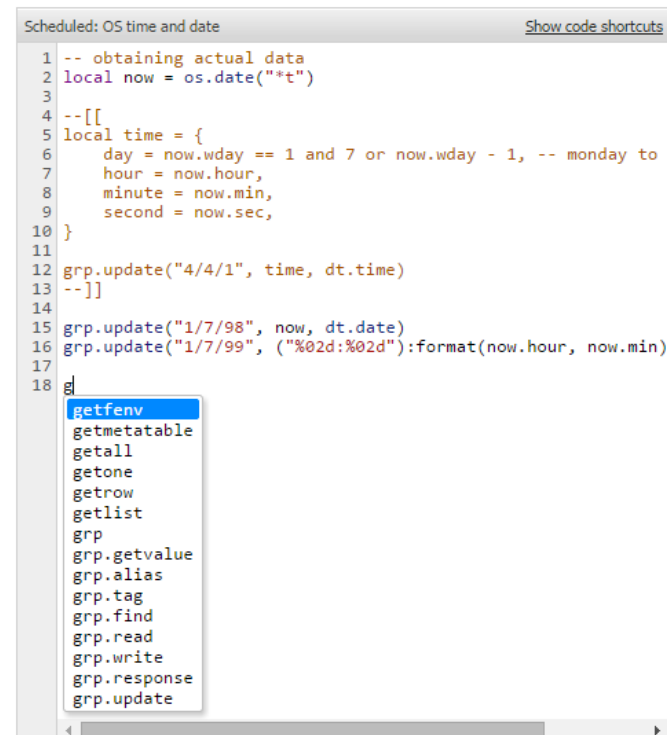 Scheduled: OS time and date Show code shortcuts
1 -- obtaining actual data
2 local now = os.date("*t")
3
4 --[[
5 local time = {
6     day = now.wday == 1 and 7 or now.wday - 1, -- monday to
7     hour = now.hour,
8     minute = now.min,
9     second = now.sec,
10 }
11
12 grp.update("4/4/1", time, dt.time)
13 --]]
14
15 grp.update("1/7/98", now, dt.date)
16 grp.update("1/7/99", ("%02d:%02d"):format(now.hour, now.min)
17
18 g
getfenv
getmetatable
getall
getone
getrow
getlist
grp
grp.getvalue
grp.alias
grp.tag
grp.find
grp.read
grp.write
grp.response
grp.update